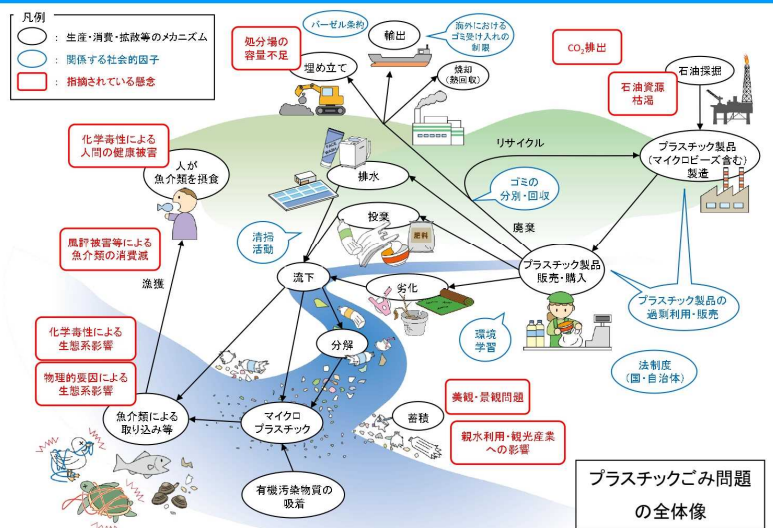 凡例
： 生産・消費・拡散等のメカニズム
： 関係する社会的因子
： 指摘されている懸念
処分場の
容量不足
バーゼル条約
輸出
海外における
ゴミ受け入れの
制限
CO₂排出
埋め立て
焼却
(熱回収)
石油採掘
石油資源
枯渇
化学毒性による
人間の健康被害
人が
魚介類を摂食
排水
リサイクル
プラスチック製品
(マイクロビーズ含む)
製造
ゴミの
分別・回収
投棄
肥料
廃棄
風評被害等による
魚介類の消費減
清掃
活動
漁獲
流下
劣化
プラスチック製品
販売・購入
プラスチック製品の
過剰利用・販売
化学毒性による
生態系影響
分解
環境
学習
法制度
(国・自治体)
物理的要因による
生態系影響
魚介類による
取り込み等
マイクロ
プラスチック
蓄積
美観・景観問題
親水利用・観光産業
への影響
有機汚染物質の
吸着
プラスチックごみ問題
の全体像